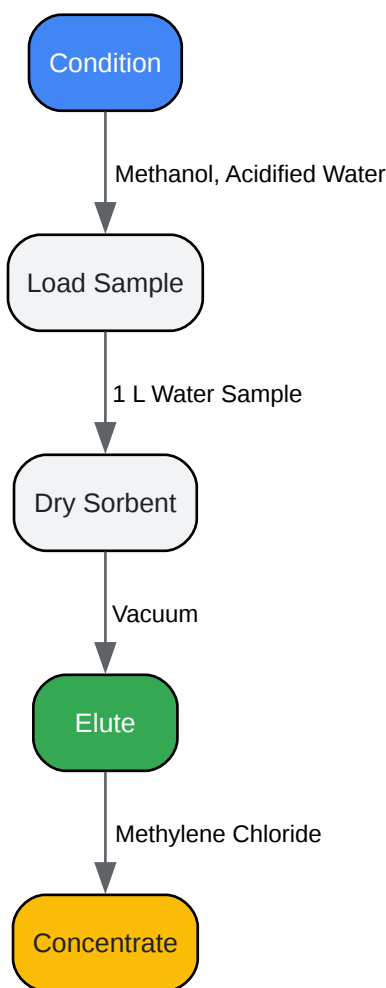 Condition
Methanol, Acidified Water
Load Sample
1 L Water Sample
Dry Sorbent
Vacuum
Elute
Methylene Chloride
Concentrate